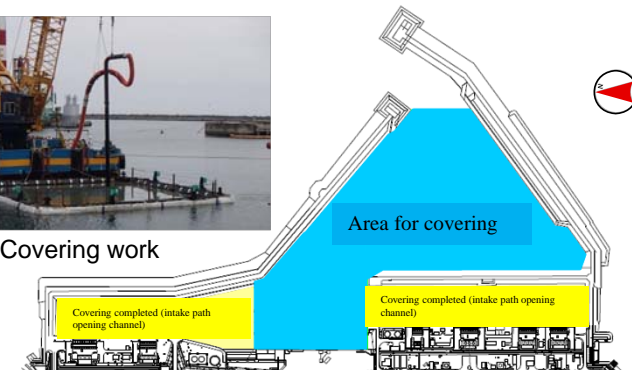 N
Area for covering
Covering work
Covering completed (intake path
opening channel)
Covering completed (intake path opening
channel)